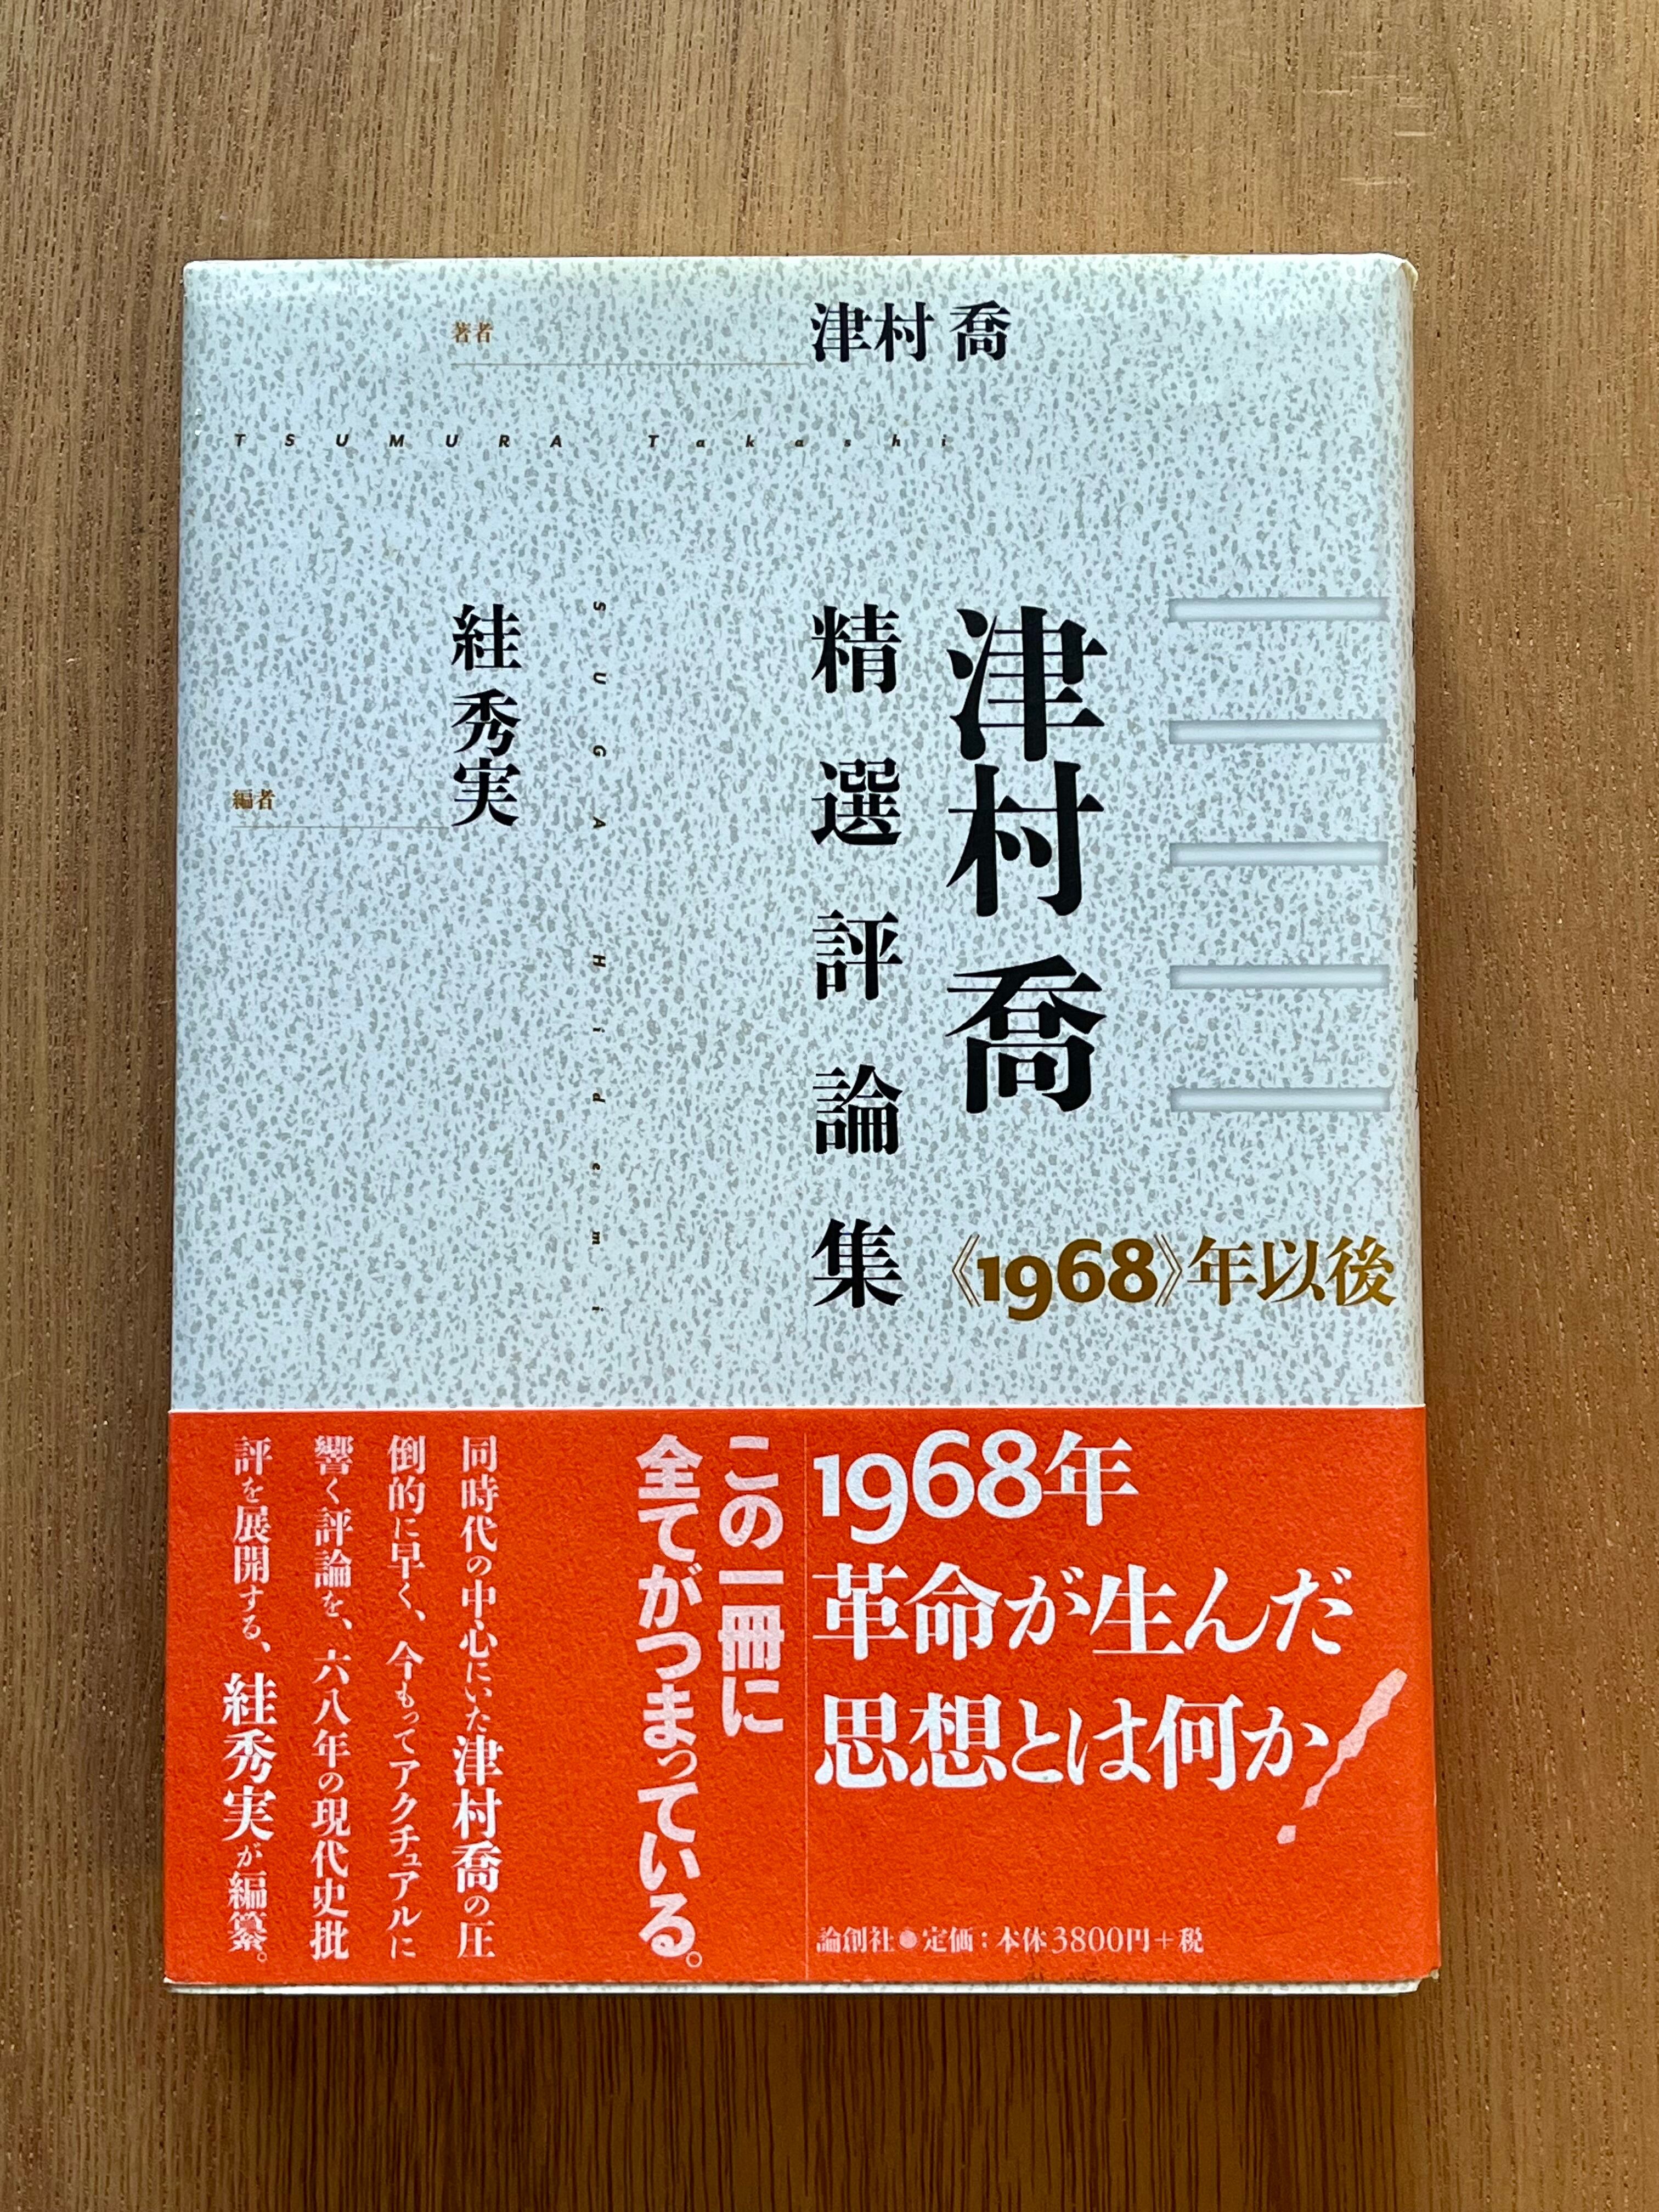 著者
津村 喬
TSUMURA Takashi
津村 喬
精選評論集
《1968》年以後
SUGA Hidemi
絓 秀実
編者
1968年
革命が生んだ
思想とは何か!
論創社●定価:本体3800円+税
この一冊に
全てがつまっている。
同時代の中心にいた津村喬の圧
倒的に早く、今もってアクチュアルに
響く評論を、六八年の現代史批
評を展開する、絓秀実が編纂。